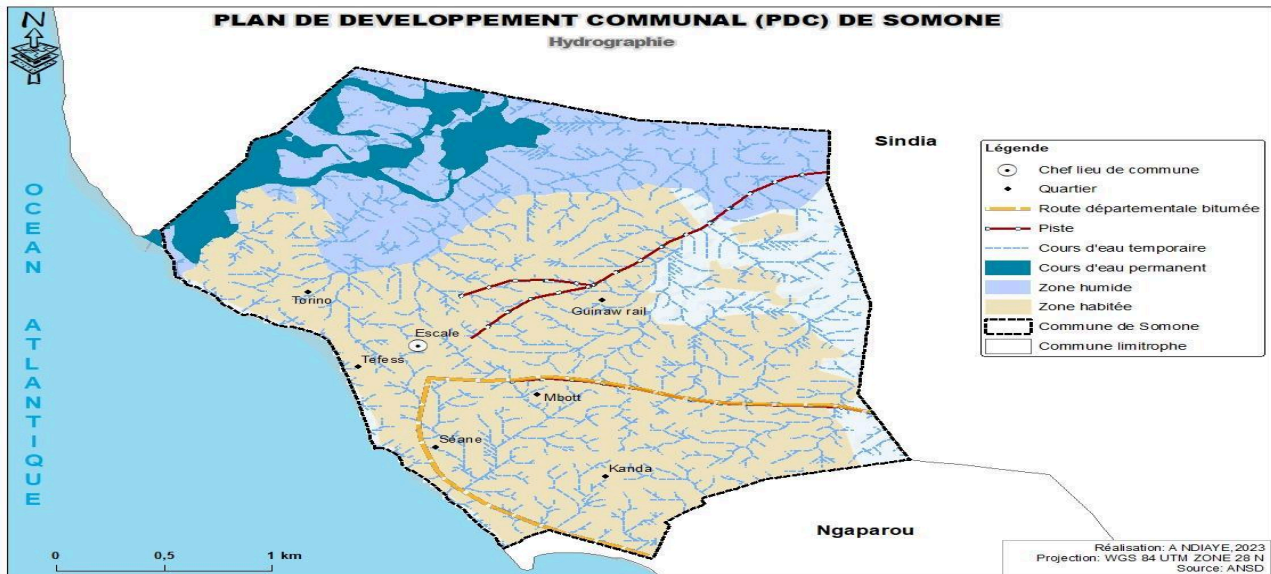 PLAN DE DEVELOPPEMENT COMMUNAL (PDC) DE SOMONE
Hydrographie
N
Sindia
OCEAN ATLANTIQUE
Légende
Chef lieu de commune
Quartier
Route départementale bitumée
Piste
Cours d'eau temporaire
Cours d'eau permanent
Zone humide
Zone habitée
Commune de Somone
Commune limitrophe
Torino
Guinaw rail
Escale
Tefess
Mbott
Séane
Kanda
Ngaparou
0 0,5 1 km
Réalisation: A NDIAYE,2023
Projection: WGS 84 UTM ZONE 28 N
Source: ANSD